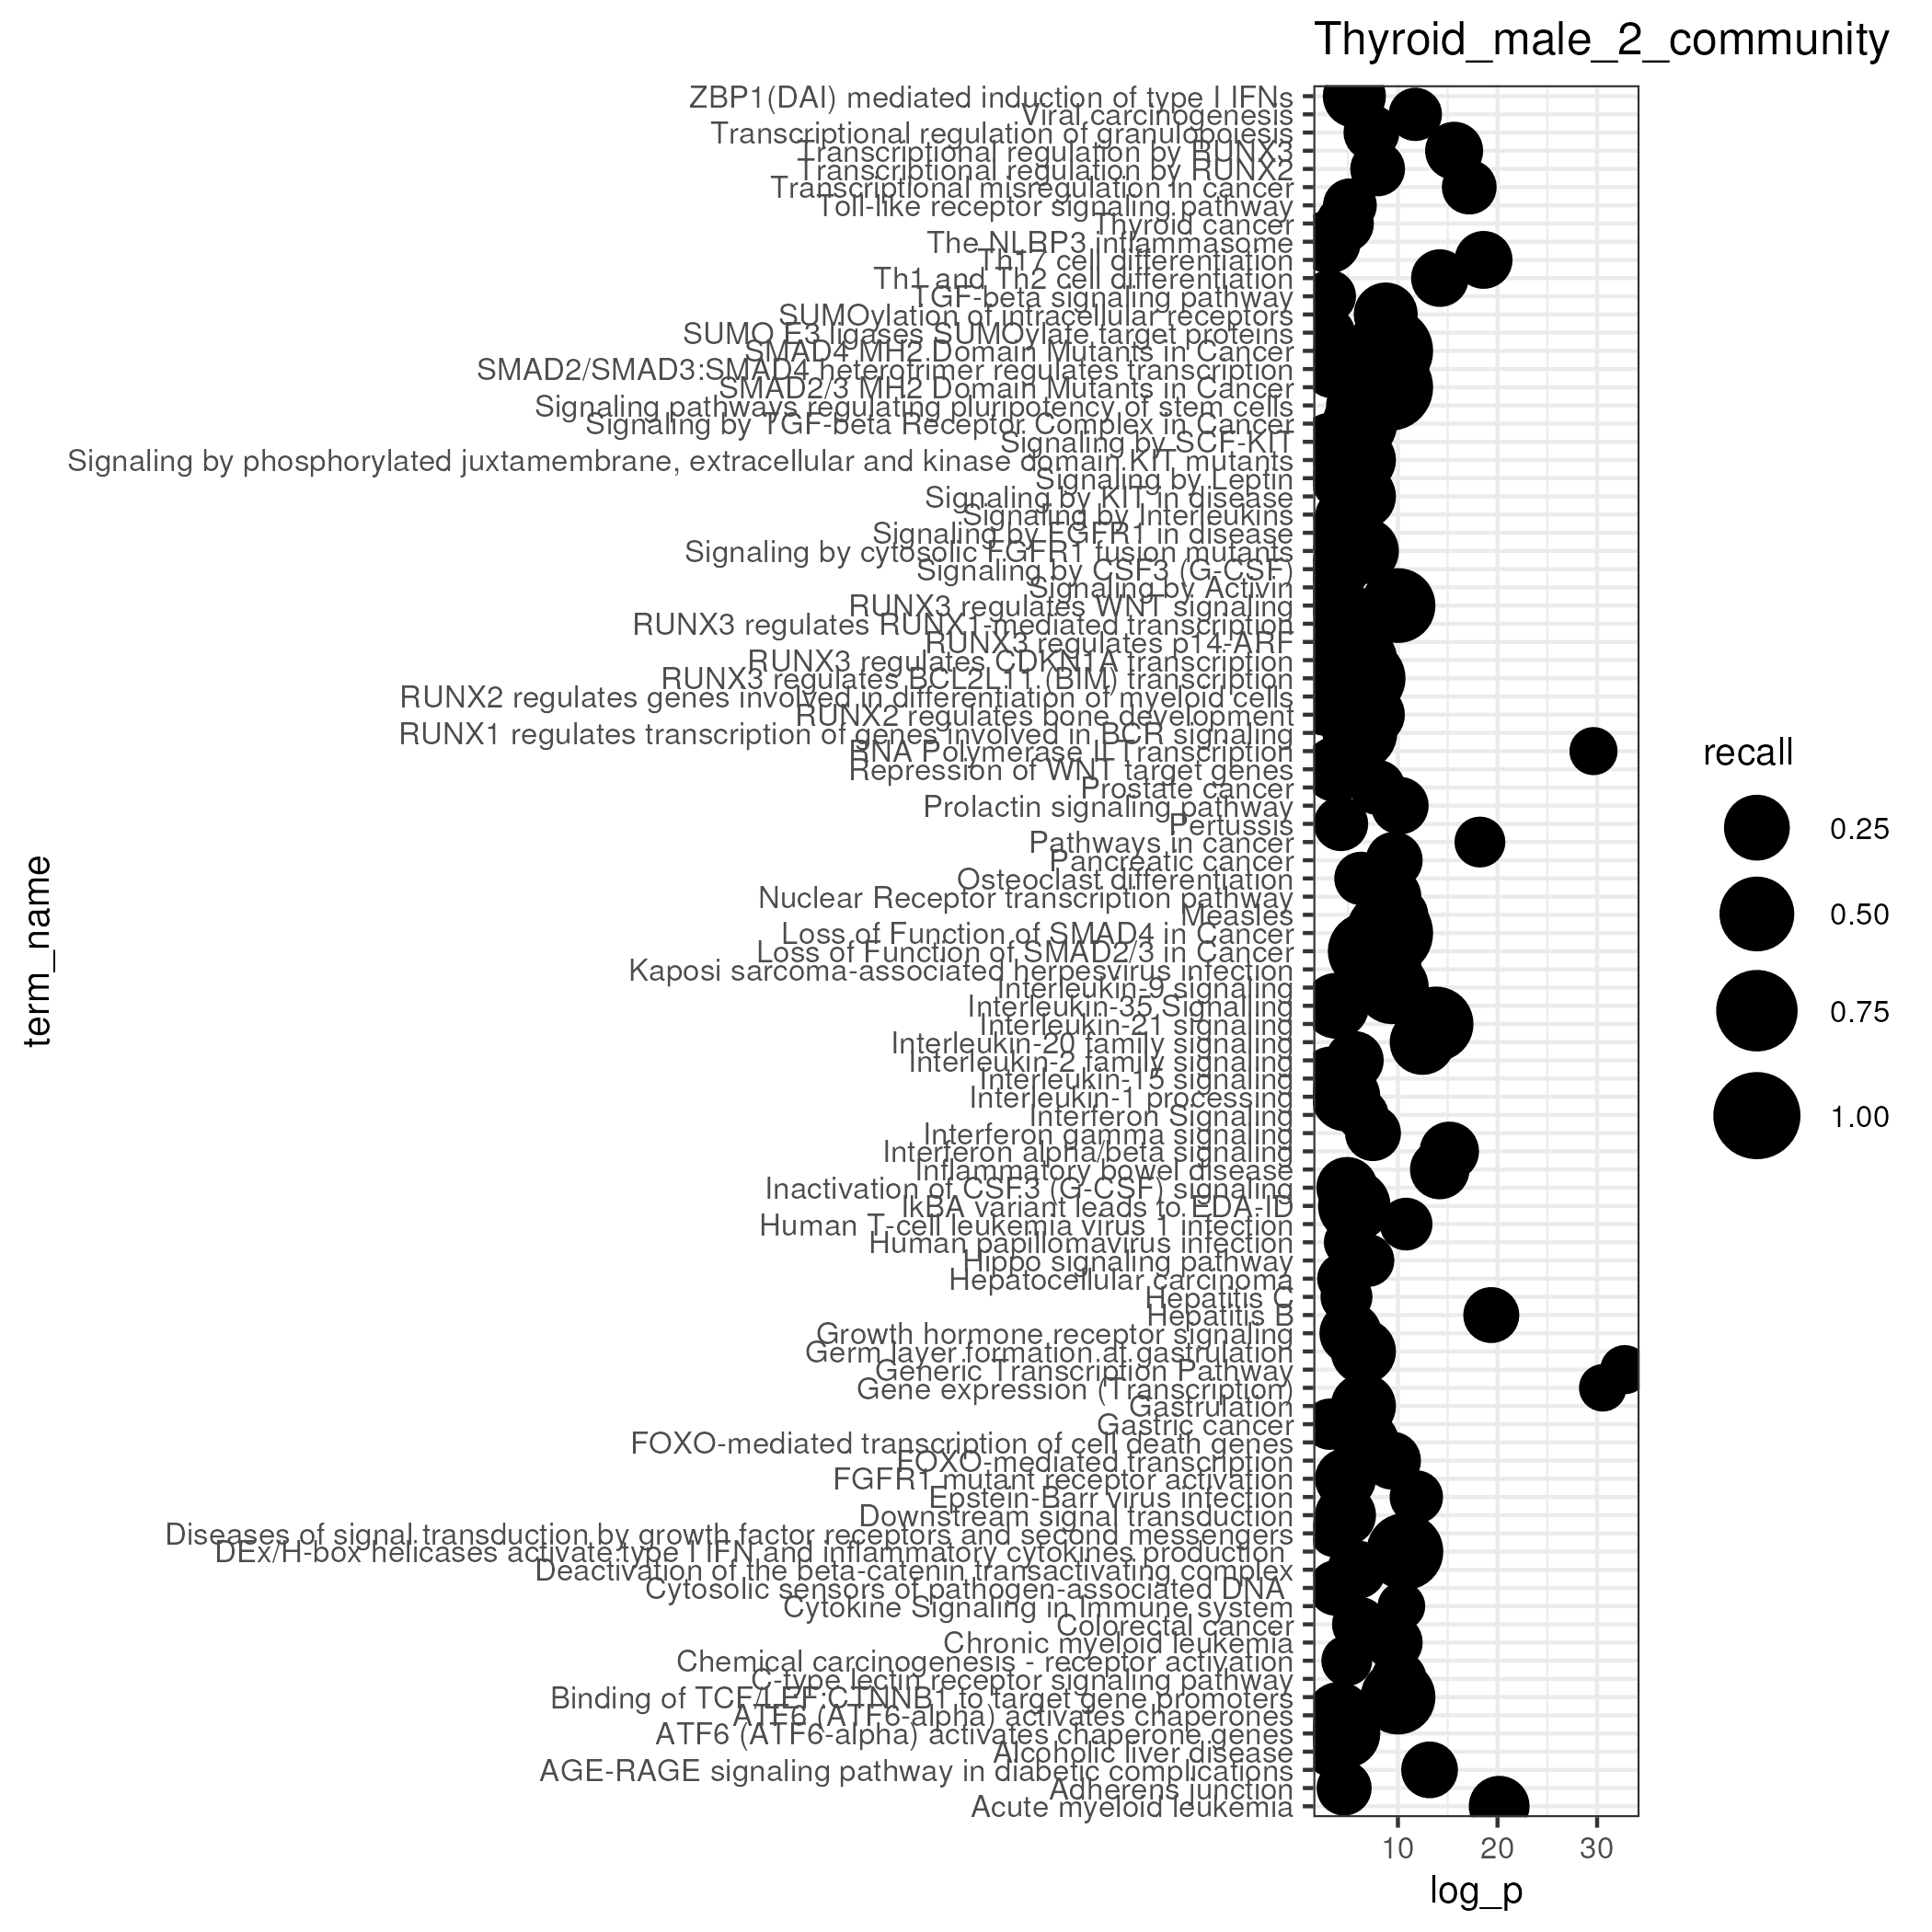 Thyroid_male_2_community
ZBP1(DAI) mediated induction of type I IFNs
Viral carcinogenesis
Transcriptional regulation of granulopoiesis
Transcriptional regulation by RUNX3
Transcriptional regulation by RUNX2
Transcriptional misregulation in cancer
Toll-like receptor signaling pathway
Thyroid cancer
The NLRP3 inflammasome
Th17 cell differentiation
Th1 and Th2 cell differentiation
TGF-beta signaling pathway
SUMOylation of intracellular receptors
SUMO E3 ligases SUMOylate target proteins
SMAD4 MH2 Domain Mutants in Cancer
SMAD2/SMAD3:SMAD4 heterotrimer regulates transcription
SMAD2/3 MH2 Domain Mutants in Cancer
Signaling pathways regulating pluripotency of stem cells
Signaling by TGF-beta Receptor Complex in Cancer
Signaling by SCF-KIT
Signaling by phosphorylated juxtamembrane, extracellular and kinase domain KIT mutants
Signaling by Leptin
Signaling by KIT in disease
Signaling by Interleukins
Signaling by FGFR1 in disease
Signaling by cytosolic FGFR1 fusion mutants
Signaling by CSF3 (G-CSF)
Signaling by Activin
RUNX3 regulates WNT signaling
RUNX3 regulates RUNX1-mediated transcription
RUNX3 regulates p14-ARF
RUNX3 regulates CDKN1A transcription
RUNX3 regulates BCL2L11 (BIM) transcription
RUNX2 regulates genes involved in differentiation of myeloid cells
RUNX2 regulates bone development
RUNX1 regulates transcription of genes involved in BCR signaling
RNA Polymerase II Transcription
Repression of WNT target genes
Prostate cancer
Prolactin signaling pathway
Pertussis
Pathways in cancer
Pancreatic cancer
Osteoclast differentiation
Nuclear Receptor transcription pathway
Measles
Loss of Function of SMAD4 in Cancer
Loss of Function of SMAD2/3 in Cancer
Kaposi sarcoma-associated herpesvirus infection
Interleukin-9 signaling
Interleukin-35 Signalling
Interleukin-21 signaling
Interleukin-20 family signaling
Interleukin-2 family signaling
Interleukin-15 signaling
Interleukin-1 processing
Interferon Signaling
Interferon gamma signaling
Interferon alpha/beta signaling
Inflammatory bowel disease
Inactivation of CSF3 (G-CSF) signaling
IkBA variant leads to EDA-ID
Human T-cell leukemia virus 1 infection
Human papillomavirus infection
Hippo signaling pathway
Hepatocellular carcinoma
Hepatitis C
Hepatitis B
Growth hormone receptor signaling
Germ layer formation at gastrulation
Generic Transcription Pathway
Gene expression (Transcription)
Gastrulation
Gastric cancer
FOXO-mediated transcription of cell death genes
FOXO-mediated transcription
FGFR1 mutant receptor activation
Epstein-Barr virus infection
Downstream signal transduction
Diseases of signal transduction by growth factor receptors and second messengers
DEx/H-box helicases activate type I IFN and inflammatory cytokines production
Deactivation of the beta-catenin transactivating complex
Cytosolic sensors of pathogen-associated DNA
Cytokine Signaling in Immune system
Colorectal cancer
Chronic myeloid leukemia
Chemical carcinogenesis - receptor activation
C-type lectin receptor signaling pathway
Binding of TCF/LEF:CTNNB1 to target gene promoters
ATF6 (ATF6-alpha) activates chaperones
ATF6 (ATF6-alpha) activates chaperone genes
Alcoholic liver disease
AGE-RAGE signaling pathway in diabetic complications
Adherens junction
Acute myeloid leukemia
term_name
10 20 30
log_p
recall
0.25
0.50
0.75
1.00